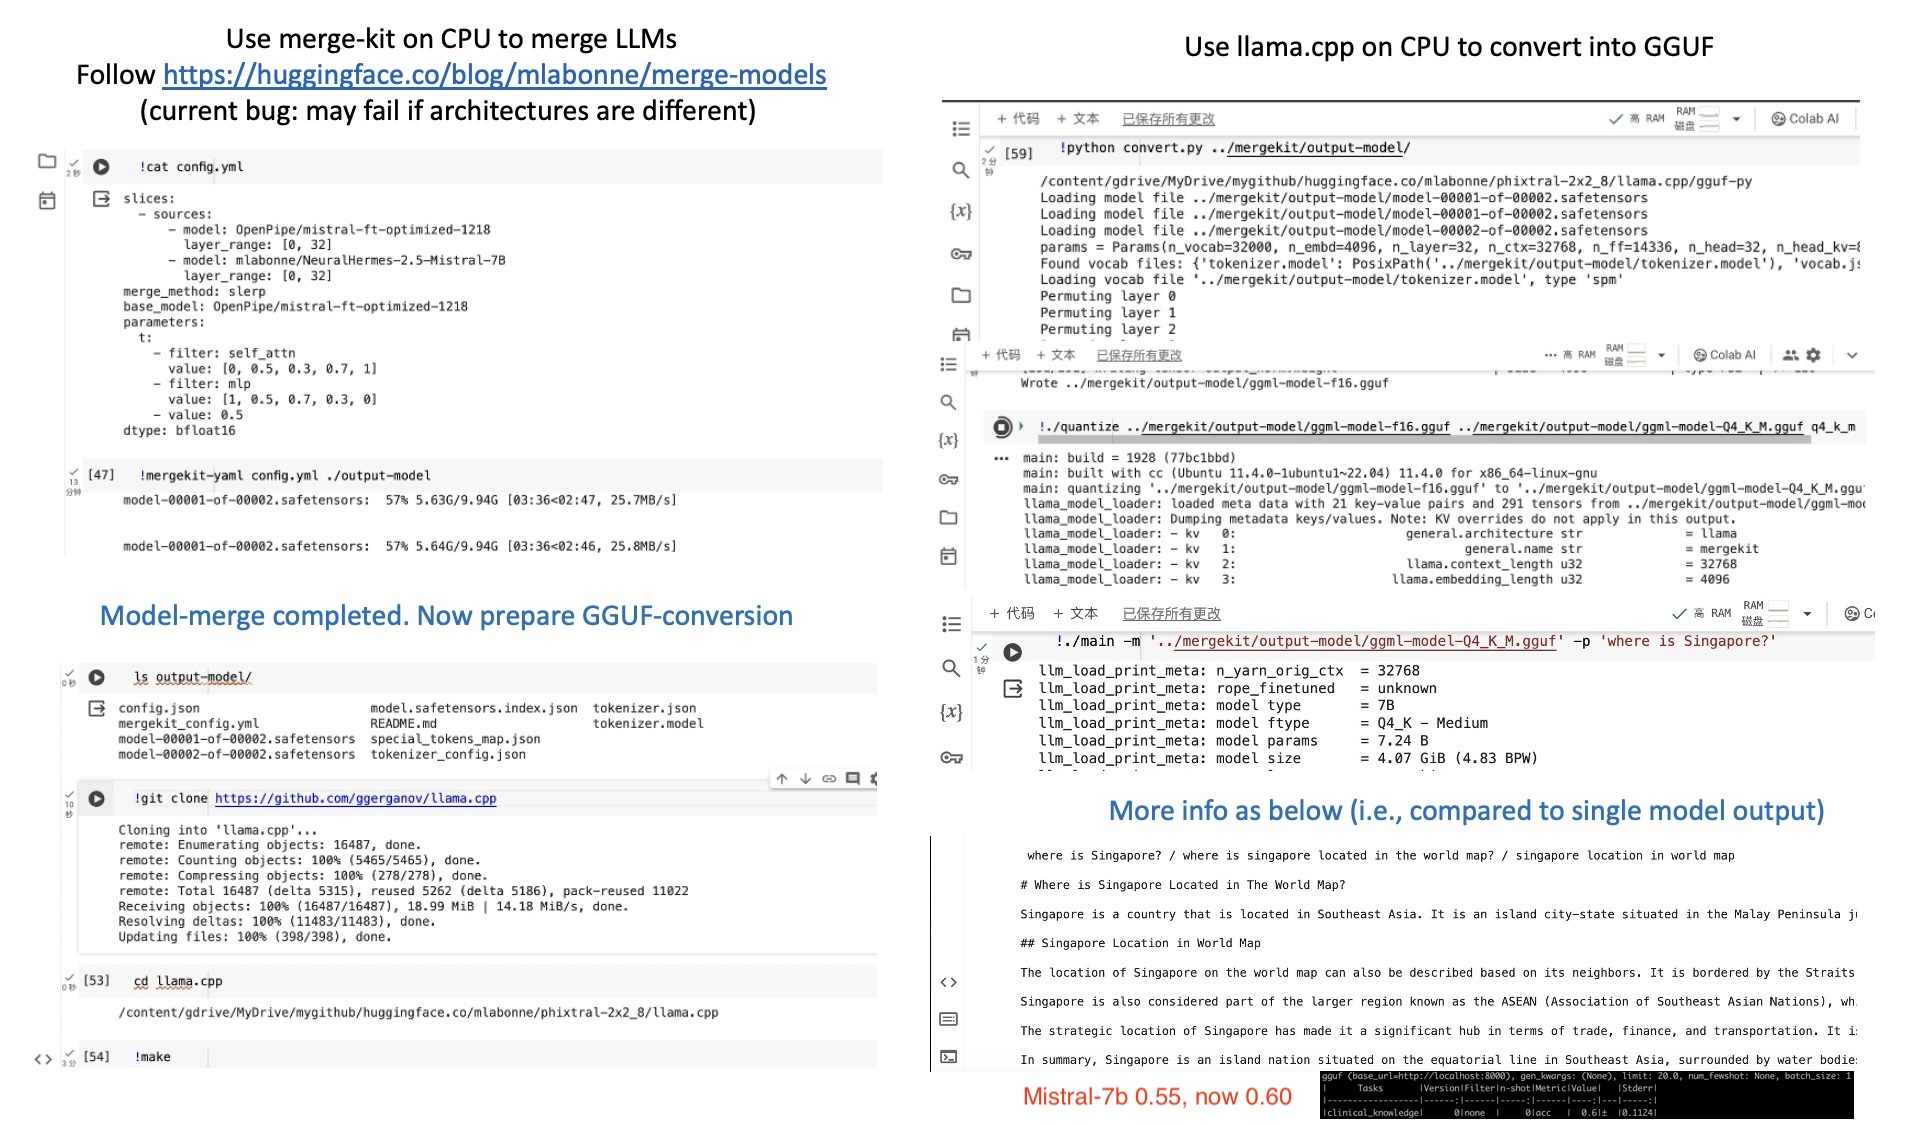 Use merge-kit on CPU to merge LLMs
Follow https://huggingface.co/blog/mlabonne/merge-models
(current bug: may fail if architectures are different)
2 秒
!cat config.yml
slices:
- sources:
- model: OpenPipe/mistral-ft-optimized-1218
layer_range: [0, 32]
- model: mlabonne/NeuralHermes-2.5-Mistral-7B
layer_range: [0, 32]
merge_method: slerp
base_model: OpenPipe/mistral-ft-optimized-1218
parameters:
t:
- filter: self_attn
value: [0, 0.5, 0.3, 0.7, 1]
- filter: mlp
value: [1, 0.5, 0.7, 0.3, 0]
- value: 0.5
dtype: bfloat16
[47] !mergekit-yaml config.yml ./output-model
13
分钟
model-00001-of-00002.safetensors: 57% 5.63G/9.94G [03:36<02:47, 25.7MB/s]
model-00001-of-00002.safetensors: 57% 5.64G/9.94G [03:36<02:46, 25.8MB/s]
Model-merge completed. Now prepare GGUF-conversion
0 秒
ls output-model/
config.json model.safetensors.index.json tokenizer.json
mergekit_config.yml README.md tokenizer.model
model-00001-of-00002.safetensors special_tokens_map.json
model-00002-of-00002.safetensors tokenizer_config.json
!git clone https://github.com/ggerganov/llama.cpp
10
秒
Cloning into 'llama.cpp'...
remote: Enumerating objects: 16487, done.
remote: Counting objects: 100% (5465/5465), done.
remote: Compressing objects: 100% (278/278), done.
remote: Total 16487 (delta 5315), reused 5262 (delta 5186), pack-reused 11022
Receiving objects: 100% (16487/16487), 18.99 MiB | 14.18 MiB/s, done.
Resolving deltas: 100% (11483/11483), done.
Updating files: 100% (398/398), done.
[53] cd llama.cpp
0 秒
/content/gdrive/MyDrive/mygithub/huggingface.co/mlabonne/phixtral-2x2_8/llama.cpp
[54] !make
3 分
Use llama.cpp on CPU to convert into GGUF
+ 代码 + 文本 已保存所有更改 高 RAM RAM 磁盘 Colab AI
[59] !python convert.py ../mergekit/output-model/
2 分
钟
/content/gdrive/MyDrive/mygithub/huggingface.co/mlabonne/phixtral-2x2_8/llama.cpp/gguf-py
Loading model file ../mergekit/output-model/model-00001-of-00002.safetensors
Loading model file ../mergekit/output-model/model-00001-of-00002.safetensors
Loading model file ../mergekit/output-model/model-00002-of-00002.safetensors
params = Params(n_vocab=32000, n_embd=4096, n_layer=32, n_ctx=32768, n_ff=14336, n_head=32, n_head_kv=8
Found vocab files: {'tokenizer.model': PosixPath('../mergekit/output-model/tokenizer.model'), 'vocab.js
Loading vocab file '../mergekit/output-model/tokenizer.model', type 'spm'
Permuting layer 0
Permuting layer 1
Permuting layer 2
+ 代码 + 文本 已保存所有更改 ... 高 RAM RAM 磁盘 Colab AI
Wrote ../mergekit/output-model/ggml-model-f16.gguf
!./quantize ../mergekit/output-model/ggml-model-f16.gguf ../mergekit/output-model/ggml-model-Q4_K_M.gguf q4_k_m
main: build = 1928 (77bc1bbd)
main: built with cc (Ubuntu 11.4.0-1ubuntu1~22.04) 11.4.0 for x86_64-linux-gnu
main: quantizing '../mergekit/output-model/ggml-model-f16.gguf' to '../mergekit/output-model/ggml-model-Q4_K_M.gguf
llama_model_loader: loaded meta data with 21 key-value pairs and 291 tensors from ../mergekit/output-model/ggml-mod
llama_model_loader: Dumping metadata keys/values. Note: KV overrides do not apply in this output.
llama_model_loader: - kv 0: general.architecture str = llama
llama_model_loader: - kv 1: general.name str = mergekit
llama_model_loader: - kv 2: llama.context_length u32 = 32768
llama_model_loader: - kv 3: llama.embedding_length u32 = 4096
+ 代码 + 文本 已保存所有更改 高 RAM RAM 磁盘 Co
!./main -m '../mergekit/output-model/ggml-model-Q4_K_M.gguf' -p 'where is Singapore?'
1 分
钟
llm_load_print_meta: n_yarn_orig_ctx = 32768
llm_load_print_meta: rope_finetuned = unknown
llm_load_print_meta: model type = 7B
llm_load_print_meta: model ftype = Q4_K - Medium
llm_load_print_meta: model params = 7.24 B
llm_load_print_meta: model size = 4.07 GiB (4.83 BPW)
More info as below (i.e., compared to single model output)
where is Singapore? / where is singapore located in the world map? / singapore location in world map
# Where is Singapore Located in The World Map?
Singapore is a country that is located in Southeast Asia. It is an island city-state situated in the Malay Peninsula ju
## Singapore Location in World Map
The location of Singapore on the world map can also be described based on its neighbors. It is bordered by the Straits
Singapore is also considered part of the larger region known as the ASEAN (Association of Southeast Asian Nations), whi
The strategic location of Singapore has made it a significant hub in terms of trade, finance, and transportation. It is
In summary, Singapore is an island nation situated on the equatorial line in Southeast Asia, surrounded by water bodies
Mistral-7b 0.55, now 0.60
gguf (base_url=http://localhost:8000), gen_kwargs: (None), limit: 20.0, num_fewshot: None, batch_size: 1
| Tasks |Version|Filter|n-shot|Metric|Value| |Stderr|
|clinical_knowledge| 0|none | 0|acc | 0.6|± |0.1124|